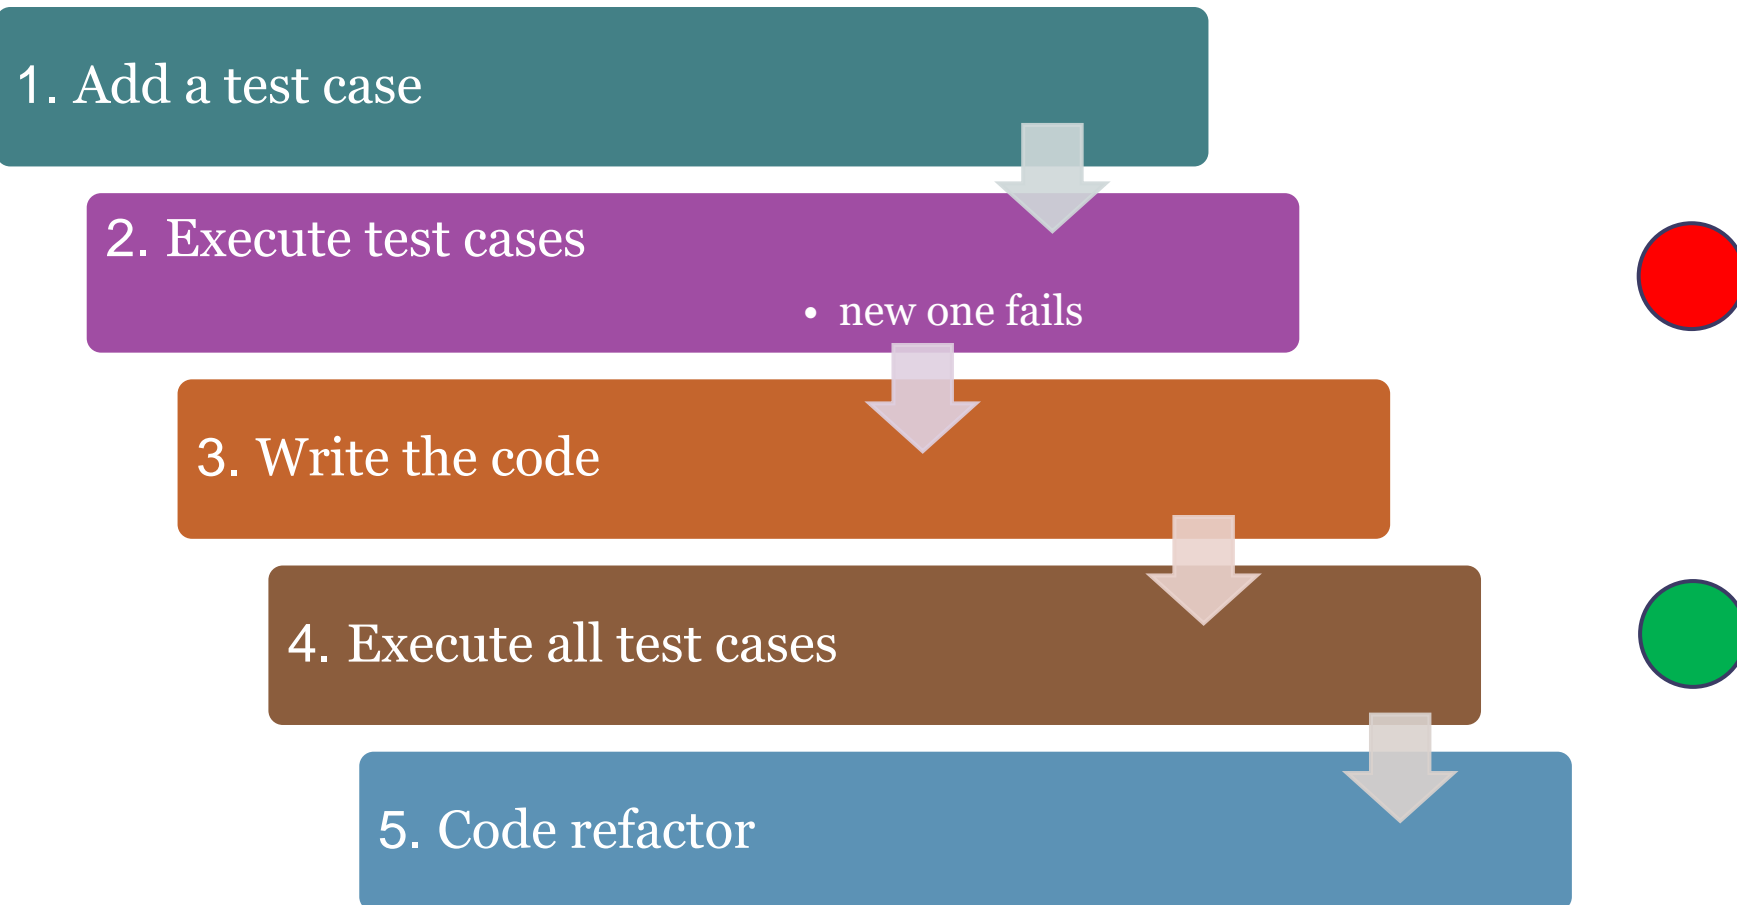 1. Add a test case
2. Execute test cases
• new one fails
3. Write the code
4. Execute all test cases
5. Code refactor